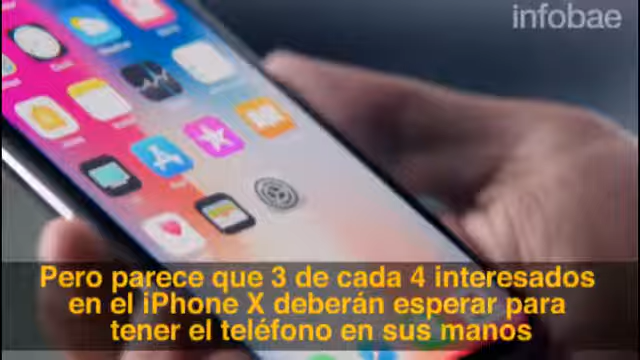 infobae
Pero parece que 3 de cada 4 interesados
en el iPhone X deberán esperar para
tener el teléfono en sus manos